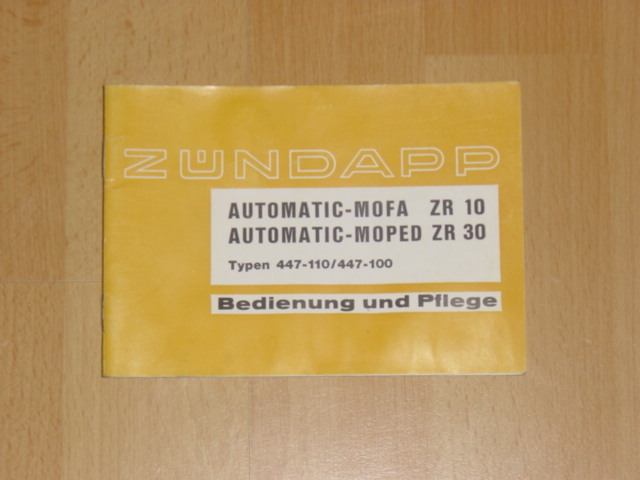 ZÜNDAPP
AUTOMATIC-MOFA ZR 10
AUTOMATIC-MOPED ZR 30
Typen 447-110/447-100
Bedienung und Pflege